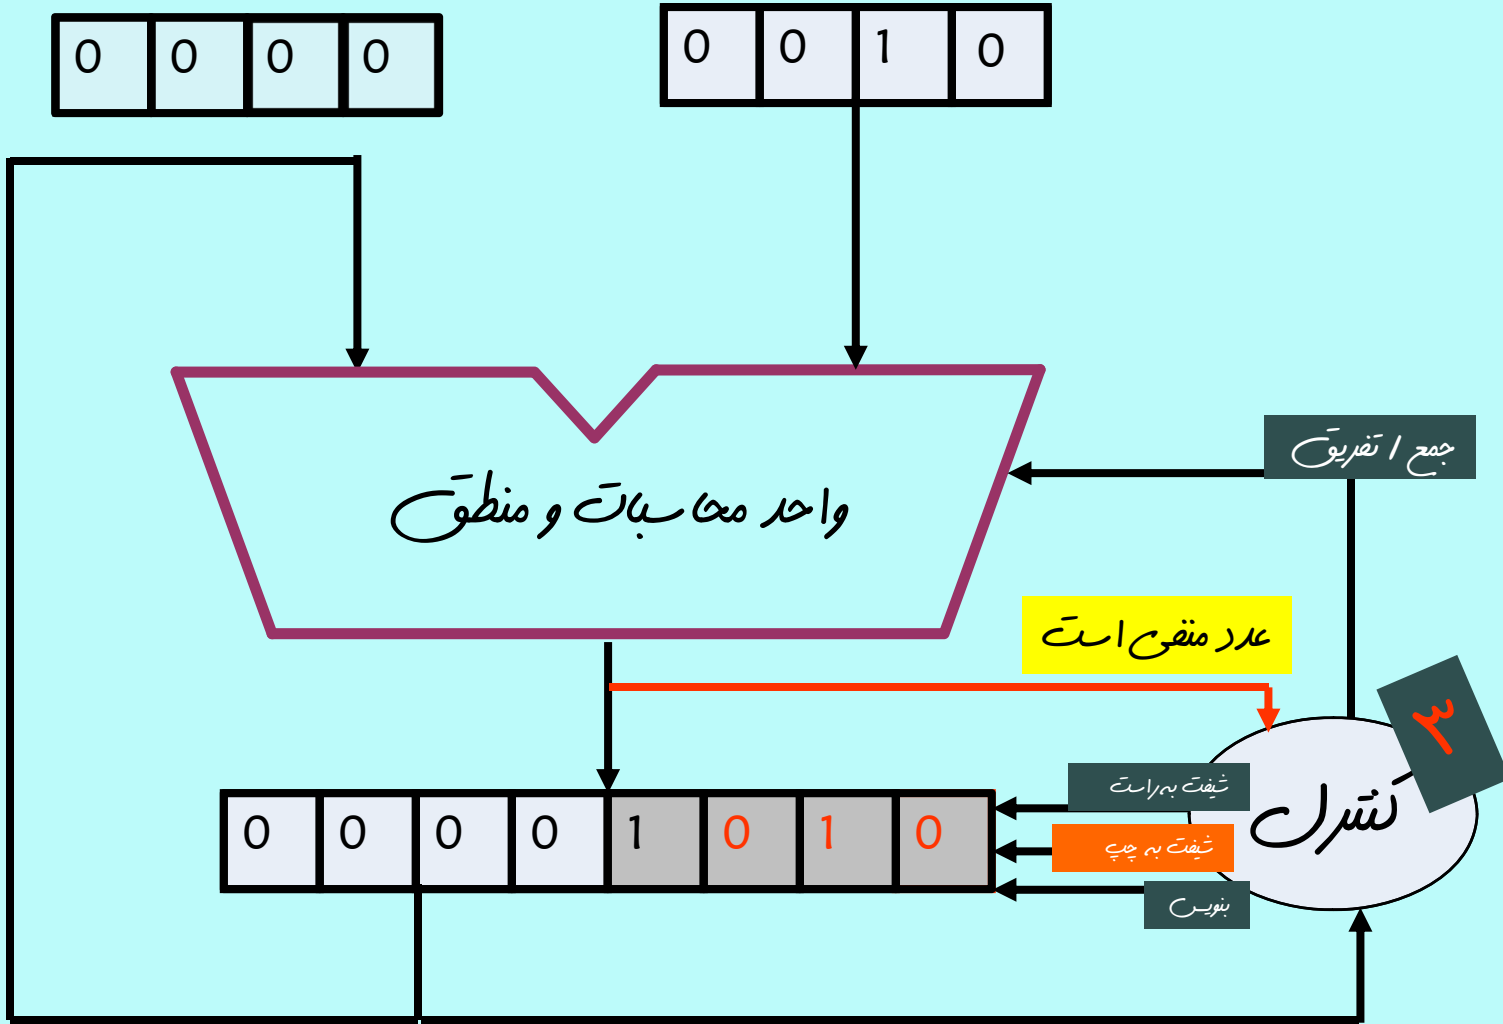 0 0 0 0
0 0 1 0
جمع / تفریق
واحد محاسبات و منطق
عدد منفی است
۳
شیفت به راست
کنترل
0 0 0 0 1 0 1 0
شیفت به چپ
بنویس